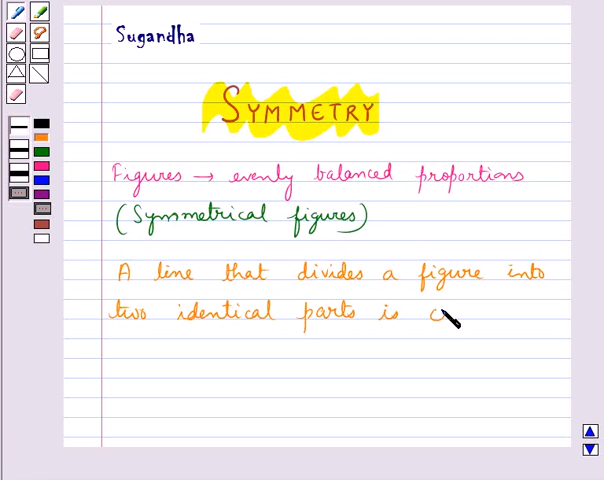 Sugandha
SYMMETRY
Figures → evenly balanced proportions
(Symmetrical figures)
A line that divides a figure into
two identical parts is c